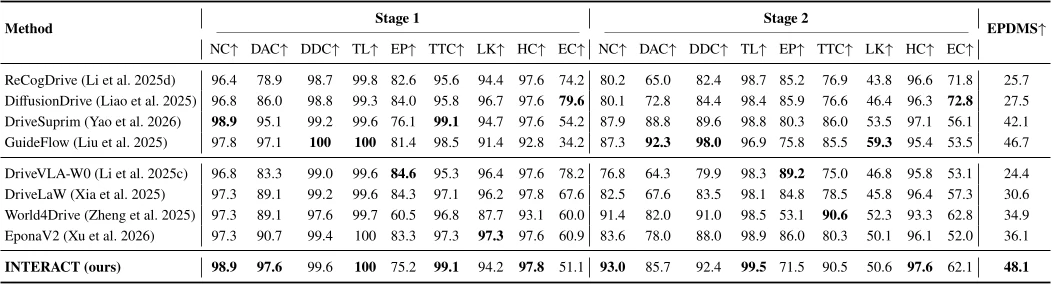 Method Stage 1 Stage 2 EPDMS↑
NC↑ DAC↑ DDC↑ TL↑ EP↑ TTC↑ LK↑ HC↑ EC↑ NC↑ DAC↑ DDC↑ TL↑ EP↑ TTC↑ LK↑ HC↑ EC↑
ReCogDrive (Li et al. 2025d) 96.4 78.9 98.7 99.8 82.6 95.6 94.4 97.6 74.2 80.2 65.0 82.4 98.7 85.2 76.9 43.8 96.6 71.8 25.7
DiffusionDrive (Liao et al. 2025) 96.8 86.0 98.8 99.3 84.0 95.8 96.7 97.6 79.6 80.1 72.8 84.4 98.4 85.9 76.6 46.4 96.3 72.8 27.5
DriveSuprim (Yao et al. 2026) 98.9 95.1 99.2 99.6 76.1 99.1 94.7 97.6 54.2 87.9 88.8 89.6 98.8 80.3 86.0 53.5 97.1 56.1 42.1
GuideFlow (Liu et al. 2025) 97.8 97.1 100 100 81.4 98.5 91.4 92.8 34.2 87.3 92.3 98.0 96.9 75.8 85.5 59.3 95.4 53.5 46.7
DriveVLA-W0 (Li et al. 2025c) 96.8 83.3 99.0 99.6 84.6 95.3 96.4 97.6 78.2 76.8 64.3 79.9 98.3 89.2 75.0 46.8 95.8 53.1 24.4
DriveLaW (Xia et al. 2025) 97.3 89.1 99.2 99.6 84.3 97.1 96.2 97.8 67.6 82.5 67.6 83.5 98.1 84.8 78.5 45.8 96.4 57.3 30.6
World4Drive (Zheng et al. 2025) 97.3 89.1 97.6 99.7 60.5 96.8 87.7 93.1 60.0 91.4 82.0 91.0 98.5 53.1 90.6 52.3 93.3 62.8 34.9
EponaV2 (Xu et al. 2026) 97.3 90.7 99.4 100 83.3 97.3 97.3 97.6 60.9 83.6 78.0 88.0 98.9 86.0 80.3 50.1 96.1 52.0 36.1
INTERACT (ours) 98.9 97.6 99.6 100 75.2 99.1 94.2 97.8 51.1 93.0 85.7 92.4 99.5 71.5 90.5 50.6 97.6 62.1 48.1